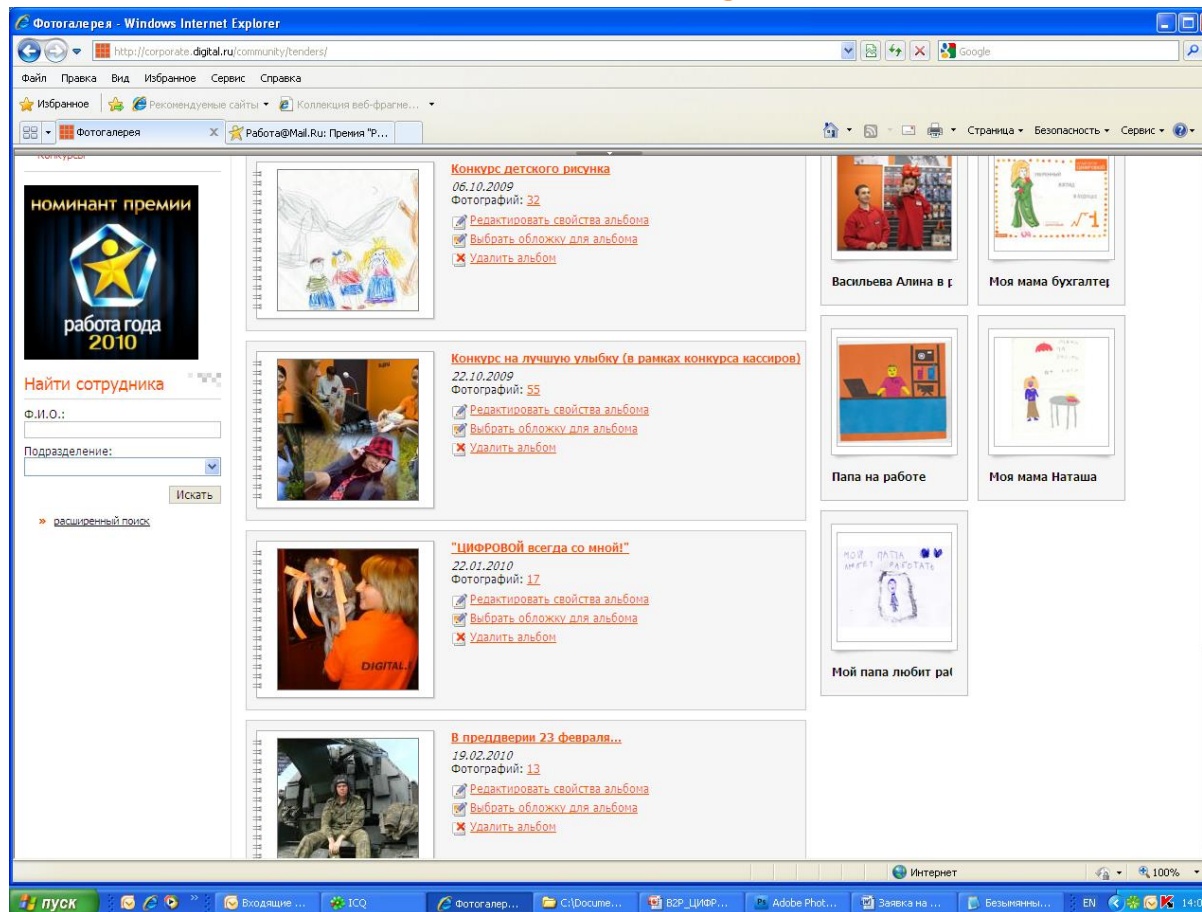 Фотогалерея - Windows Internet Explorer
http://corporate.digital.ru/community/tenders/
Google
Файл Правка Вид Избранное Сервис Справка
Избранное Рекомендуемые сайты Коллекция веб-фрагме...
Фотогалерея
Работа@Mail.Ru: Премия "Р...
Страница Безопасность Сервис
Конкурсы
НОМИНАНТ ПРЕМИИ
работа года
2010
Найти сотрудника
Ф.И.О.:
Подразделение:
Искать
» расширенный поиск
Конкурс детского рисунка
06.10.2009
Фотографий: 32
Редактировать свойства альбома
Выбрать обложку для альбома
Удалить альбом
Конкурс на лучшую улыбку (в рамках конкурса кассиров)
22.10.2009
Фотографий: 55
Редактировать свойства альбома
Выбрать обложку для альбома
Удалить альбом
"ЦИФРОВОЙ всегда со мной!"
22.01.2010
Фотографий: 17
Редактировать свойства альбома
Выбрать обложку для альбома
Удалить альбом
DIGITAL.
В преддверии 23 февраля...
19.02.2010
Фотографий: 13
Редактировать свойства альбома
Выбрать обложку для альбома
Удалить альбом
Васильева Алина в р
Моя мама бухгалтер
Папа на работе
Моя мама Наташа
МОЙ ПАПА
ЛЮБИТ РАБОТАТЬ
Мой папа любит раб
Интернет
100%
пуск
Входящие ...
ICQ
Фотогалер...
C:\Docume...
B2P_ЦИФР...
Adobe Phot...
Заявка на ...
Безымянны...
EN
14:0